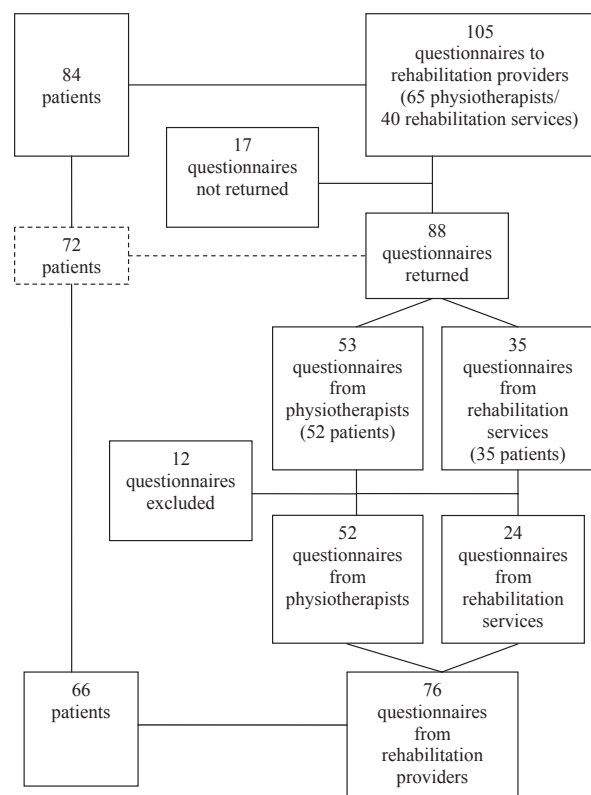 84
patients
105
questionnaires to
rehabilitation providers
(65 physiotherapists/
40 rehabilitation services)
17
questionnaires
not returned
72
patients
88
questionnaires
returned
53
questionnaires
from
physiotherapists
(52 patients)
35
questionnaires
from
rehabilitation
services
(35 patients)
12
questionnaires
excluded
52
questionnaires
from
physiotherapists
24
questionnaires
from
rehabilitation
services
66
patients
76
questionnaires
from
rehabilitation
providers